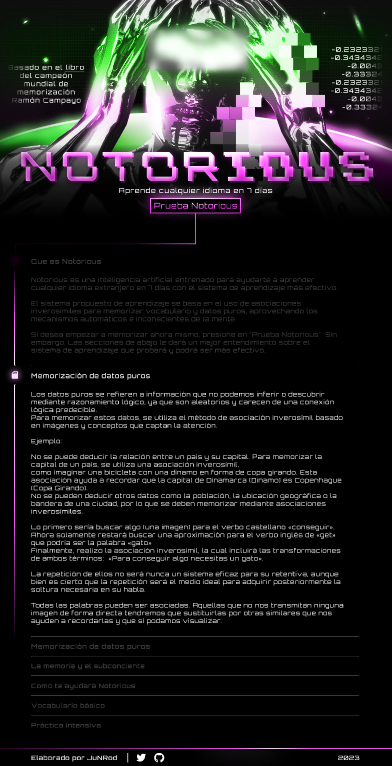 Basado en el libro
del campeón
mundial de
memorización
Ramón Campayo
-0.232332
-0.343434
-0.004
-0.3332
-0.232332
-0.343434
-0.004
-0.3332
NOTORIOUS
Aprende cualquier idioma en 7 días
Prueba Notorious
Que es Notorious
Notorious es una inteligencia artificial entrenada para ayudarte a aprender
cualquier idioma extranjero en 7 días con el sistema de aprendizaje más efectivo.
El sistema propuesto de aprendizaje se basa en el uso de asociaciones
inverosímiles para memorizar vocabulario y datos puros, aprovechando los
mecanismos automáticos e inconscientes de la mente.
Si desea empezar a memorizar ahora mismo, presione en "Prueba Notorious". Sin
embargo, Las secciones de abajo le dará un mejor entendimiento sobre el
sistema de aprendizaje que probará y podrá ser más efectivo.
Memorización de datos puros
Los datos puros se refieren a información que no podemos inferir o descubrir
mediante razonamiento lógico, ya que son aleatorios y carecen de una conexión
lógica predecible.
Para memorizar estos datos, se utiliza el método de asociación inverosímil basado
en imágenes y conceptos que captan la atención.
Ejemplo:
No se puede deducir la relación entre un país y su capital. Para memorizar la
capital de un país, se utiliza una asociación inverosímil,
como imaginar una bicicleta con una dinamo en forma de copa girando. Esta
asociación ayuda a recordar que la capital de Dinamarca (Dinamo) es Copenhague
(Copa Girando).
No se pueden deducir otros datos como la población, la ubicación geográfica o la
bandera de una ciudad, por lo que se deben memorizar mediante asociaciones
inverosímiles.
Lo primero sería buscar algo (una imagen) para el verbo castellano «conseguir».
Ahora solamente restará buscar una aproximación para el verbo inglés de «get»
que podría ser la palabra «gato»
Finalmente, realizo la asociación inverosímil, la cual incluirá las transformaciones
de ambos términos: «Para conseguir algo necesitas un gato».
La repetición de ellos no será nunca un sistema eficaz para su retentiva, aunque
bien es cierto que la repetición será el medio ideal para adquirir posteriormente la
soltura necesaria en su habla.
Todas las palabras pueden ser asociadas. Aquellas que no nos transmitan ninguna
imagen de forma directa tendremos que sustituirlas por otras similares que nos
ayuden a recordarlas y que sí podamos visualizar.
Memorización de datos puros
La memoria y el subconciente
Como te ayudará Notorious
Vocabulario básico
Práctica intensiva
Elaborado por JUNRod | 2023